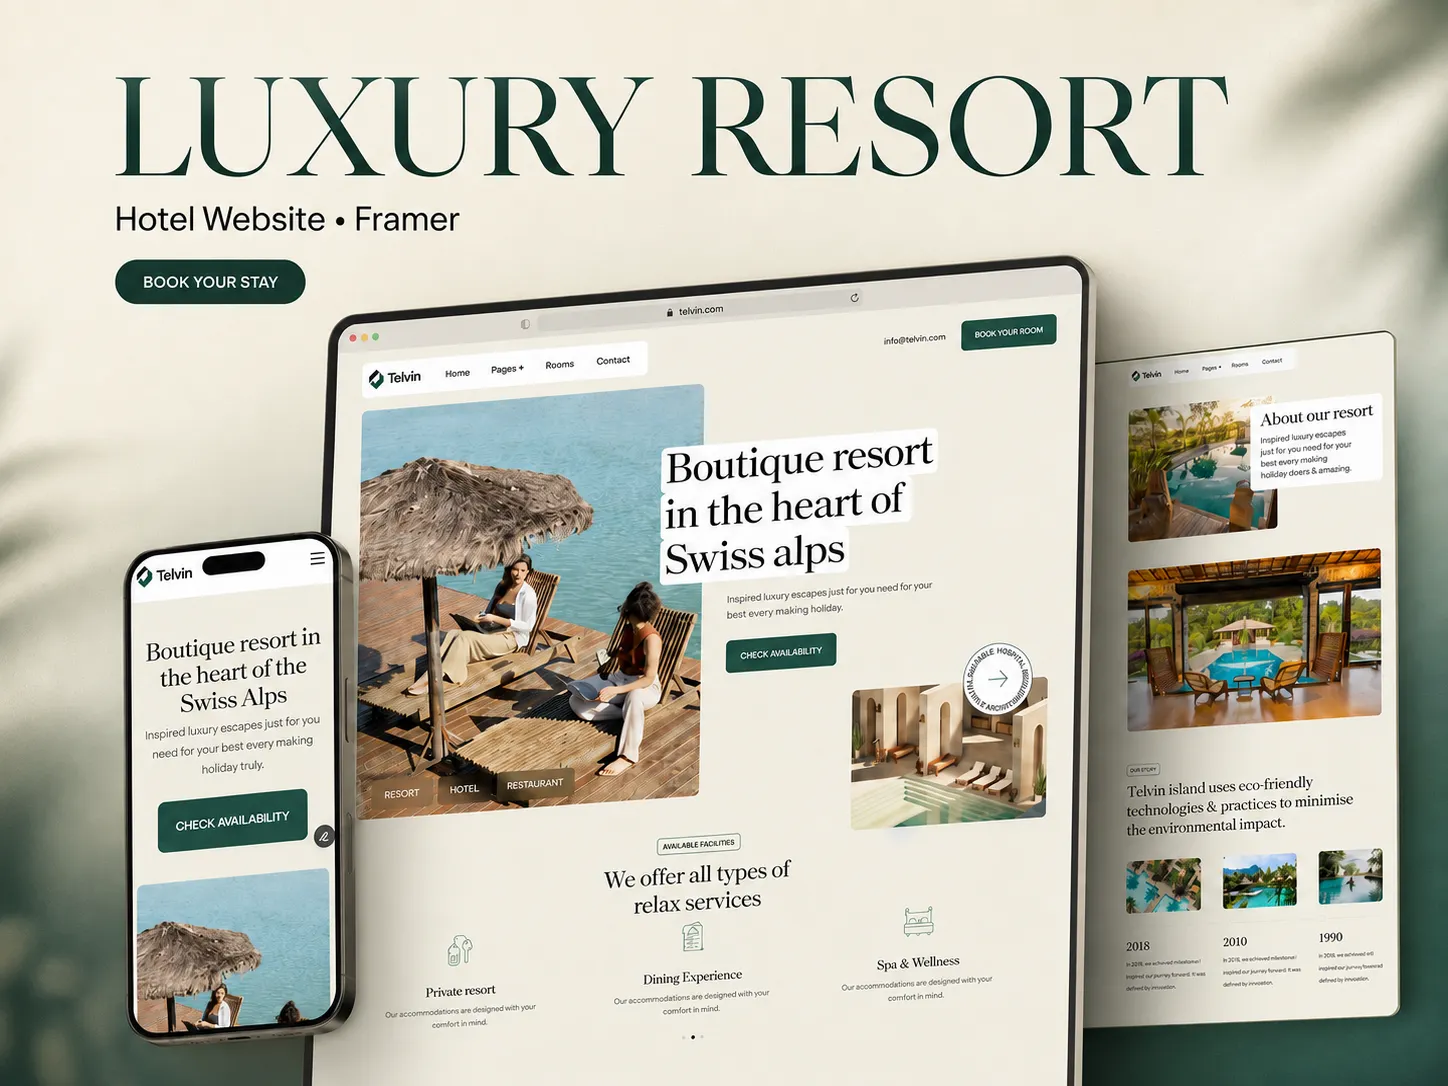 LUXURY RESORT
Hotel Website • Framer
BOOK YOUR STAY
telvin.com
Telvin
Home
Pages +
Rooms
Contact
info@telvin.com
BOOK YOUR ROOM
Boutique resort
in the heart of
Swiss alps
Inspired luxury escapes just for you need for your
best every making holiday.
CHECK AVAILABILITY
RESORT
HOTEL
RESTAURANT
AVAILABLE FACILITIES
We offer all types of
relax services
Private resort
Our accommodations are designed with your
comfort in mind.
Dining Experience
Our accommodations are designed with your
comfort in mind.
Spa & Wellness
Our accommodations are designed with your
comfort in mind.
Telvin
Boutique resort in
the heart of the
Swiss Alps
Inspired luxury escapes just for you
need for your best every making
holiday truly.
CHECK AVAILABILITY
Telvin
Home
Pages +
Rooms
Contact
About our resort
Inspired luxury escapes
just for you need for your
best every making
holiday doers & amazing.
OUR STORY
Telvin island uses eco-friendly
technologies & practices to minimise
the environmental impact.
2018
2010
1990